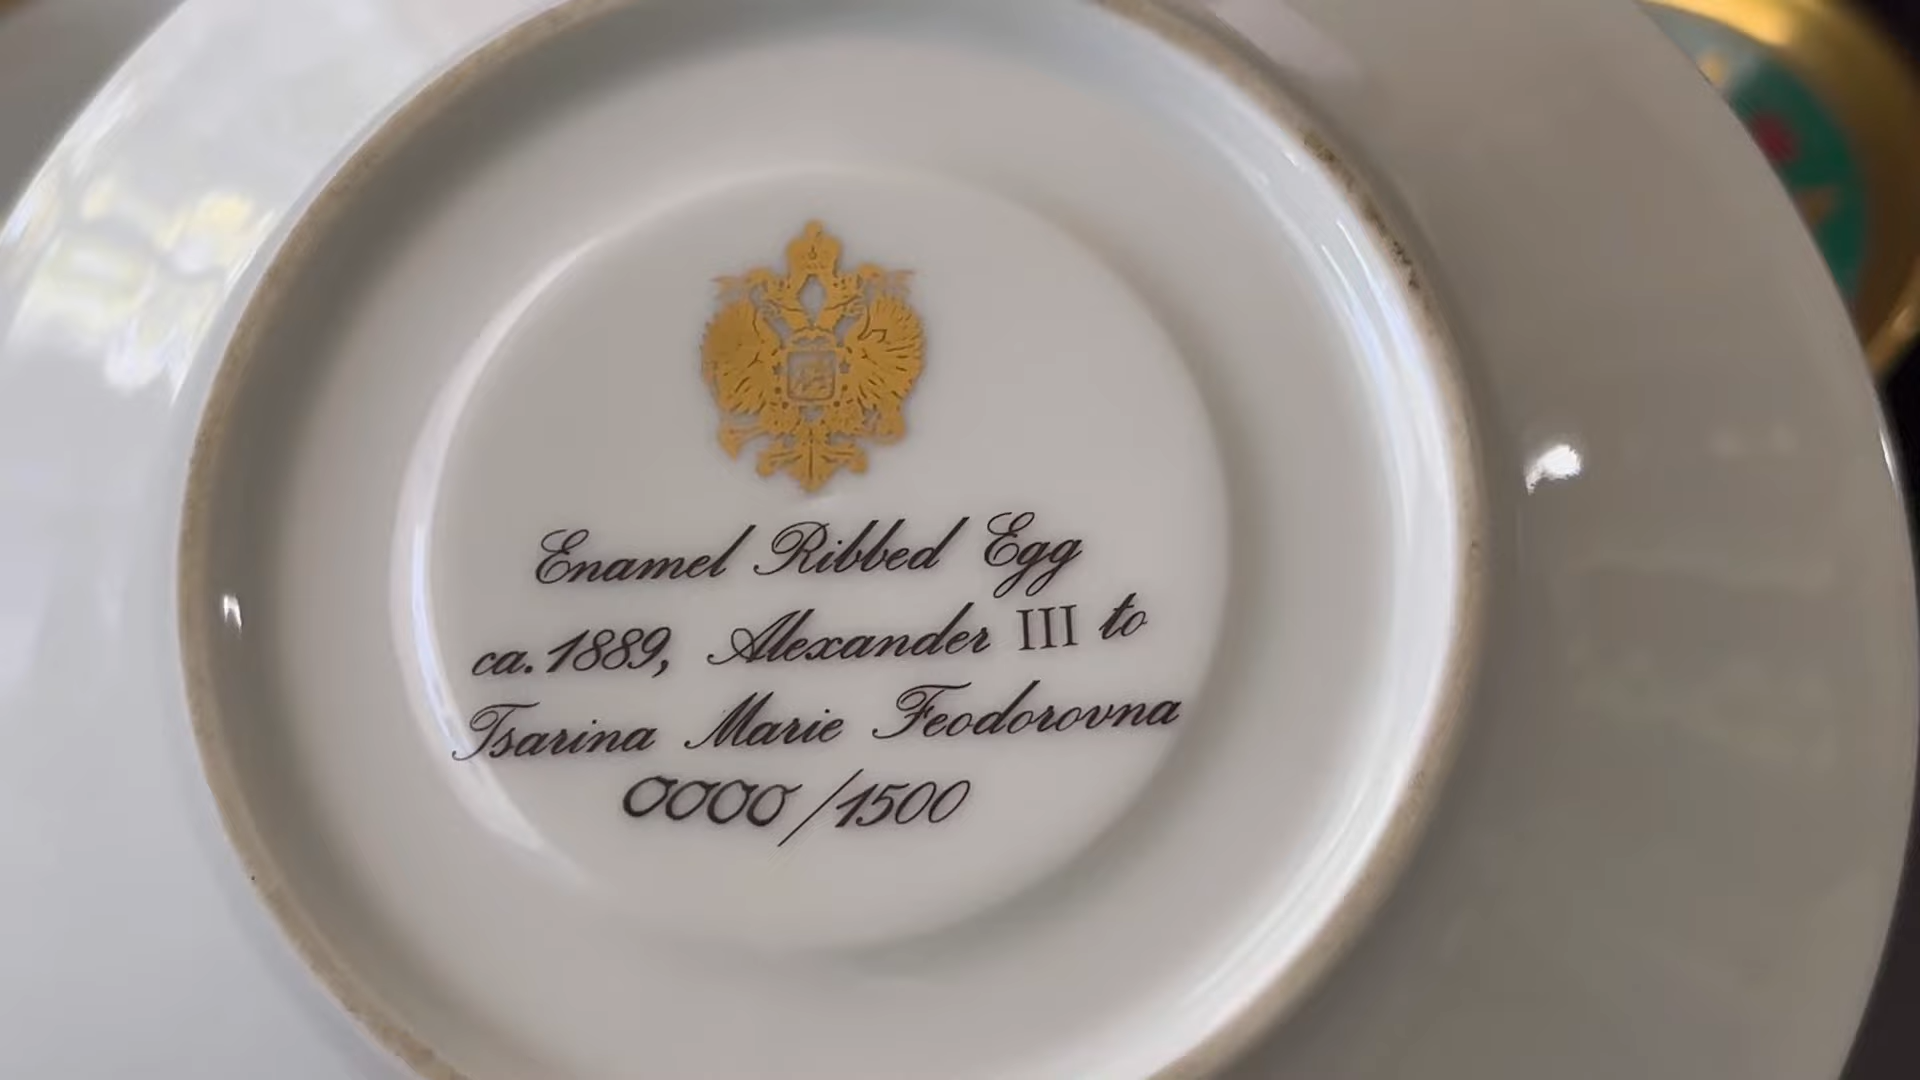 Enamel Ribbed Egg
ca. 1889, Alexander III to
Tsarina Marie Feodorovna
0000/1500